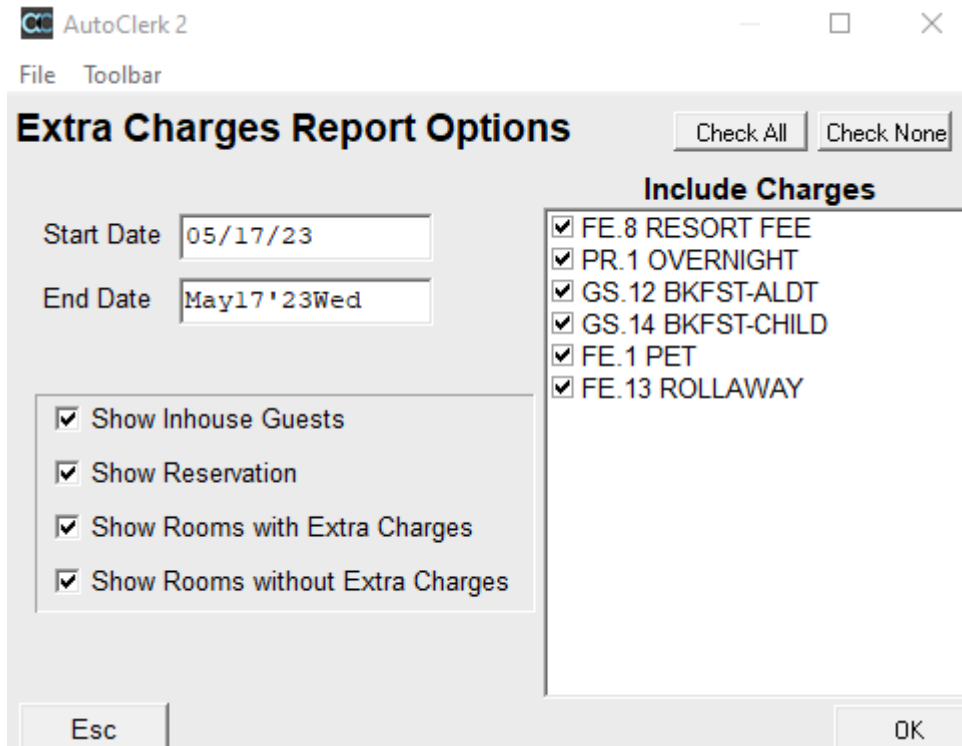 AutoClerk 2
File Toolbar
Extra Charges Report Options
Check All
Check None
Include Charges
Start Date 05/17/23
End Date May17'23Wed
FE.8 RESORT FEE
PR.1 OVERNIGHT
GS.12 BKFST-ALDT
GS.14 BKFST-CHILD
FE.1 PET
FE.13 ROLLAWAY
Show Inhouse Guests
Show Reservation
Show Rooms with Extra Charges
Show Rooms without Extra Charges
Esc
OK